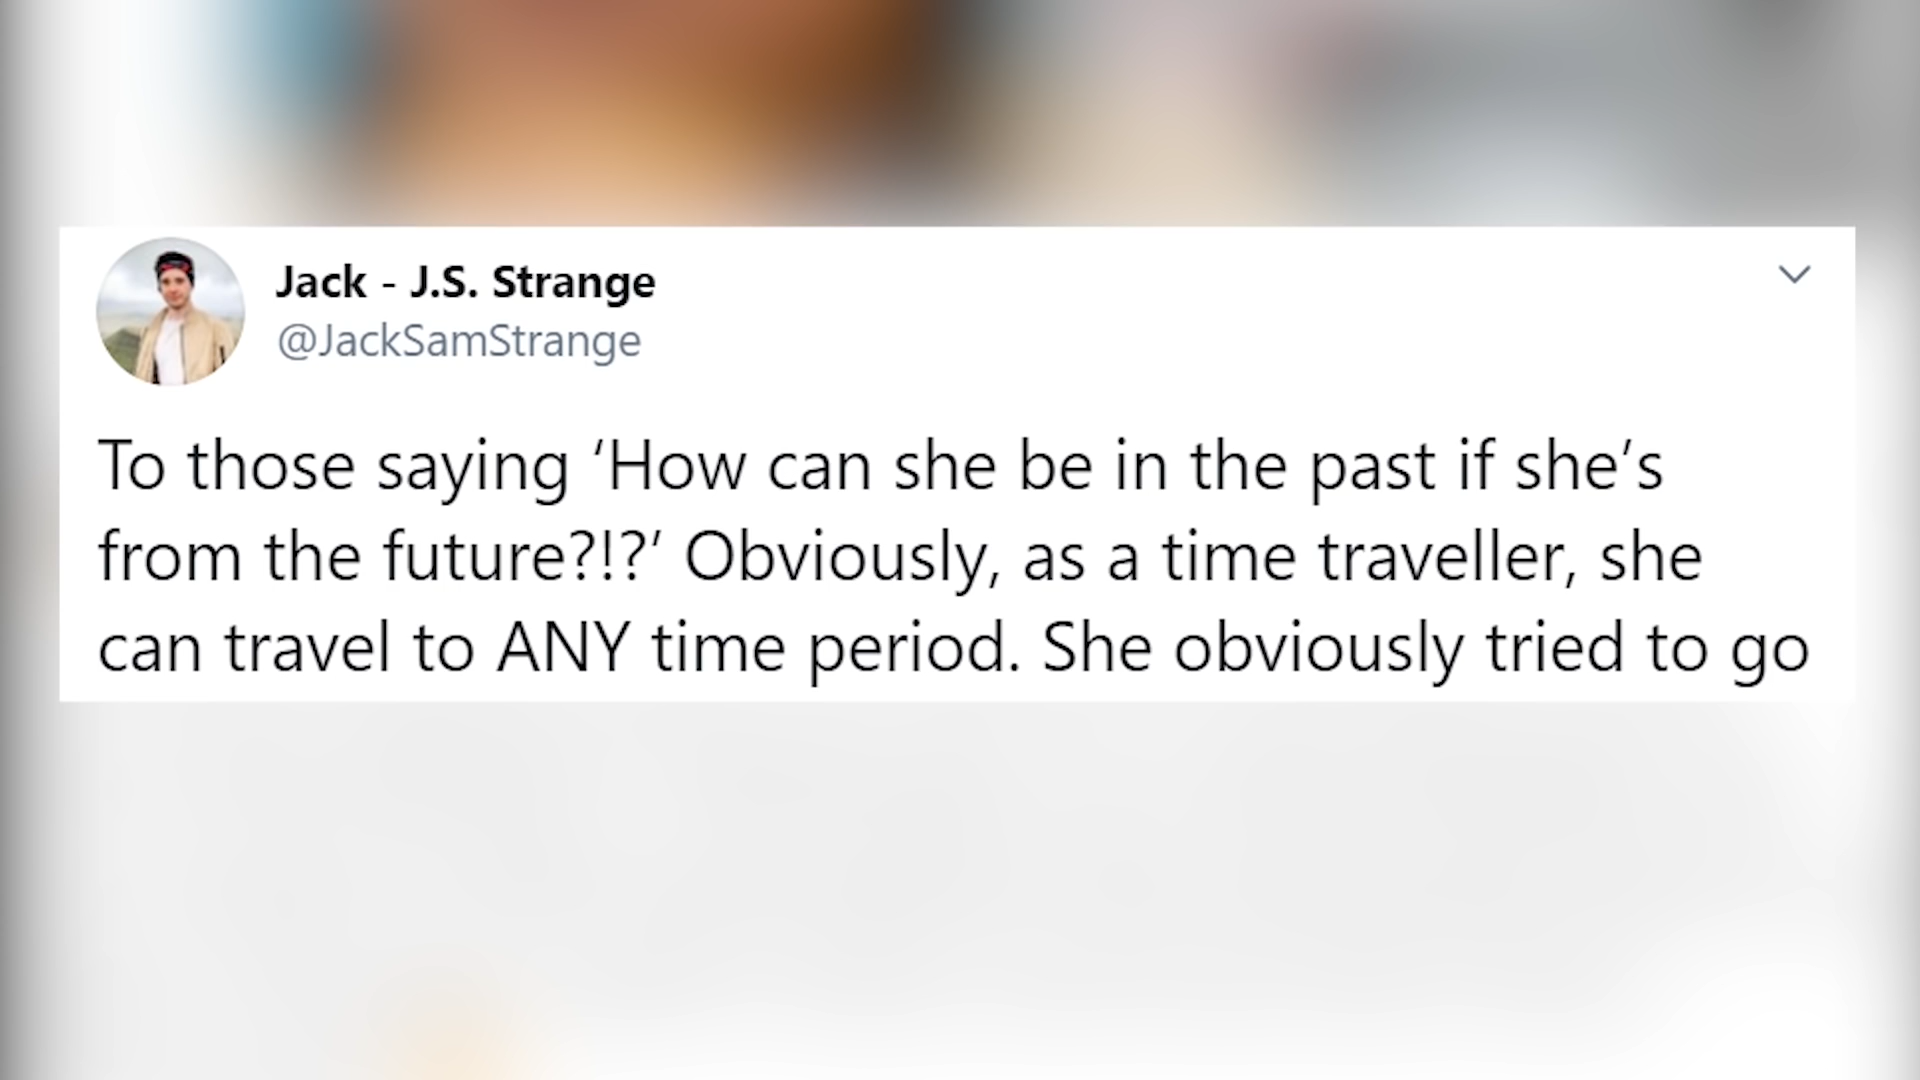 Jack - J.S. Strange
@JackSamStrange
To those saying ‘How can she be in the past if she’s
from the future?!?’ Obviously, as a time traveller, she
can travel to ANY time period. She obviously tried to go